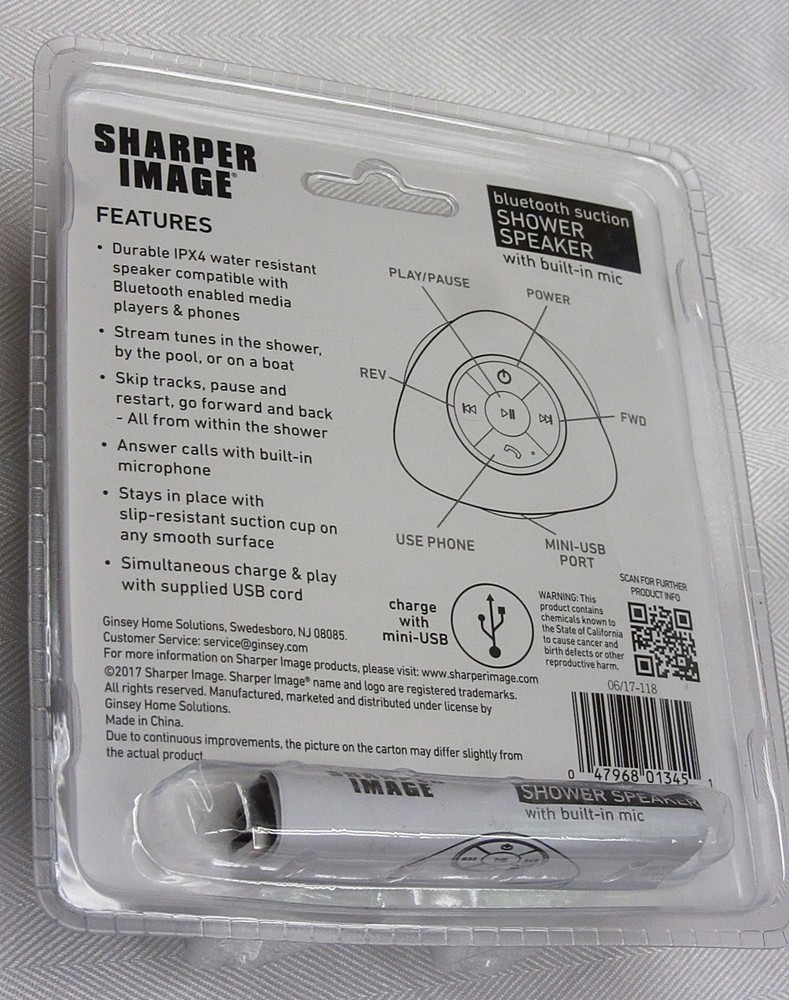 SHARPER
IMAGE®
FEATURES
• Durable IPX4 water resistant
speaker compatible with
Bluetooth enabled media
players & phones
• Stream tunes in the shower,
by the pool, or on a boat
• Skip tracks, pause and
restart, go forward and back
- All from within the shower
• Answer calls with built-in
microphone
• Stays in place with
slip-resistant suction cup on
any smooth surface
• Simultaneous charge & play
with supplied USB cord
bluetooth suction
SHOWER
SPEAKER
with built-in mic
PLAY/PAUSE
POWER
REV
FWD
USE PHONE
MINI-USB
PORT
charge
with
mini-USB
WARNING: This
product contains
chemicals known to
the State of California
to cause cancer and
birth defects or other
reproductive harm.
SCAN FOR FURTHER
PRODUCT INFO
06/17-118
0 47968 01345 1
Ginsey Home Solutions, Swedesboro, NJ 08085.
Customer Service: service@ginsey.com
For more information on Sharper Image products, please visit: www.sharperimage.com
©2017 Sharper Image. Sharper Image® name and logo are registered trademarks.
All rights reserved. Manufactured, marketed and distributed under license by
Ginsey Home Solutions.
Made in China.
Due to continuous improvements, the picture on the carton may differ slightly from
the actual product
SHARPER
IMAGE
SHOWER SPEAKER
with built-in mic